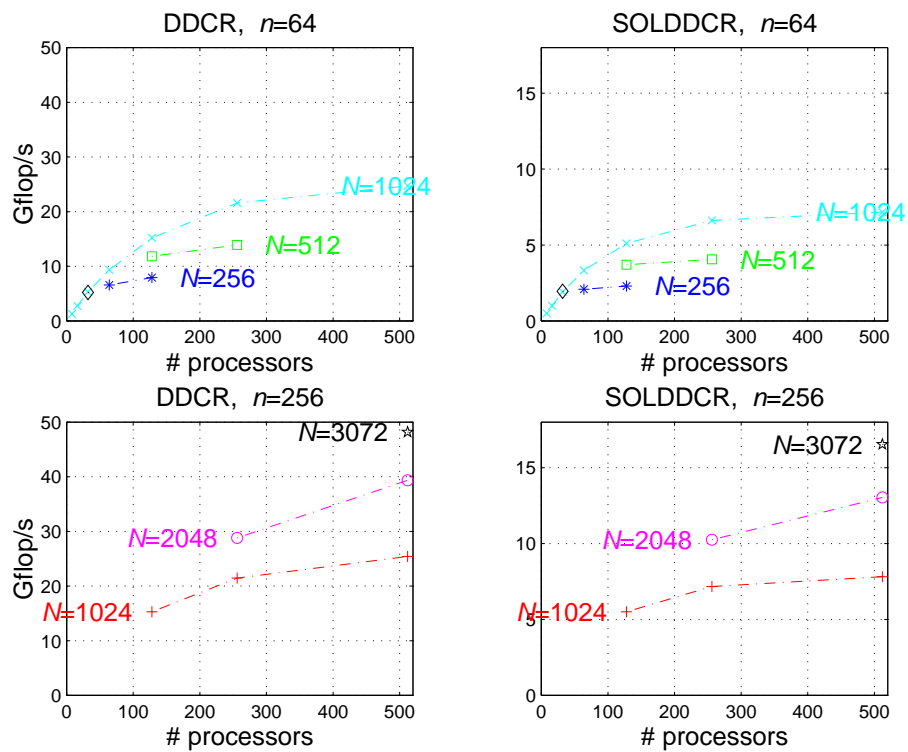 DDCR, n=64
SOLDDCR, n=64
Gflop/s
50
40
30
20
10
0
N=1024
N=512
N=256
0 100 200 300 400 500
# processors
15
10
5
0
N=1024
N=512
N=256
0 100 200 300 400 500
# processors
DDCR, n=256
SOLDDCR, n=256
Gflop/s
50
40
30
20
10
0
N=3072
N=2048
N=1024
0 100 200 300 400 500
# processors
15
10
5
0
N=3072
N=2048
N=1024
0 100 200 300 400 500
# processors